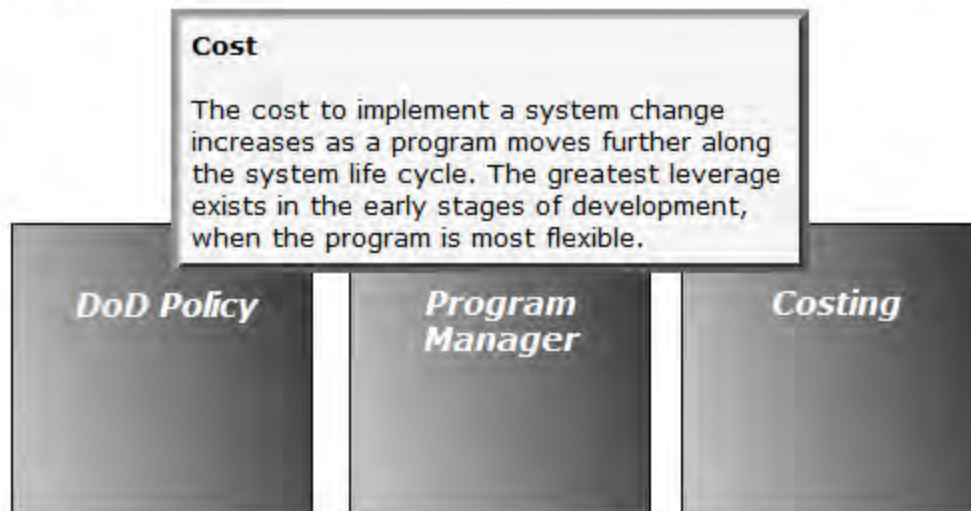 Cost
The cost to implement a system change
increases as a program moves further along
the system life cycle. The greatest leverage
exists in the early stages of development,
when the program is most flexible.
DoD Policy
Program
Manager
Costing